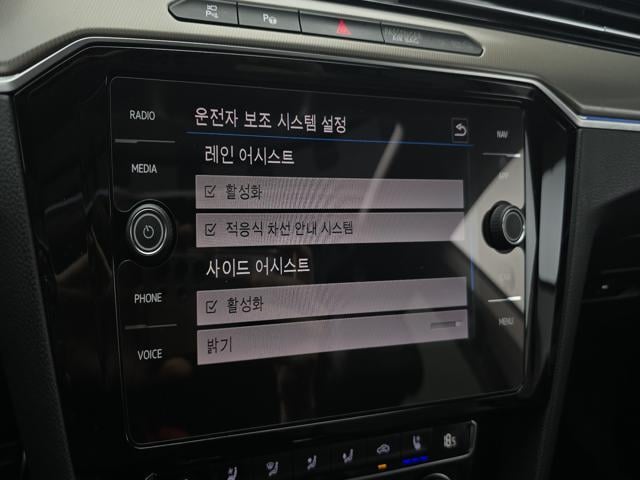 RADIO
운전자 보조 시스템 설정
NAV
레인 어시스트
MEDIA
활성화
APP
적응식 차선 안내 시스템
사이드 어시스트
PHONE
활성화
MENU
밝기
VOICE